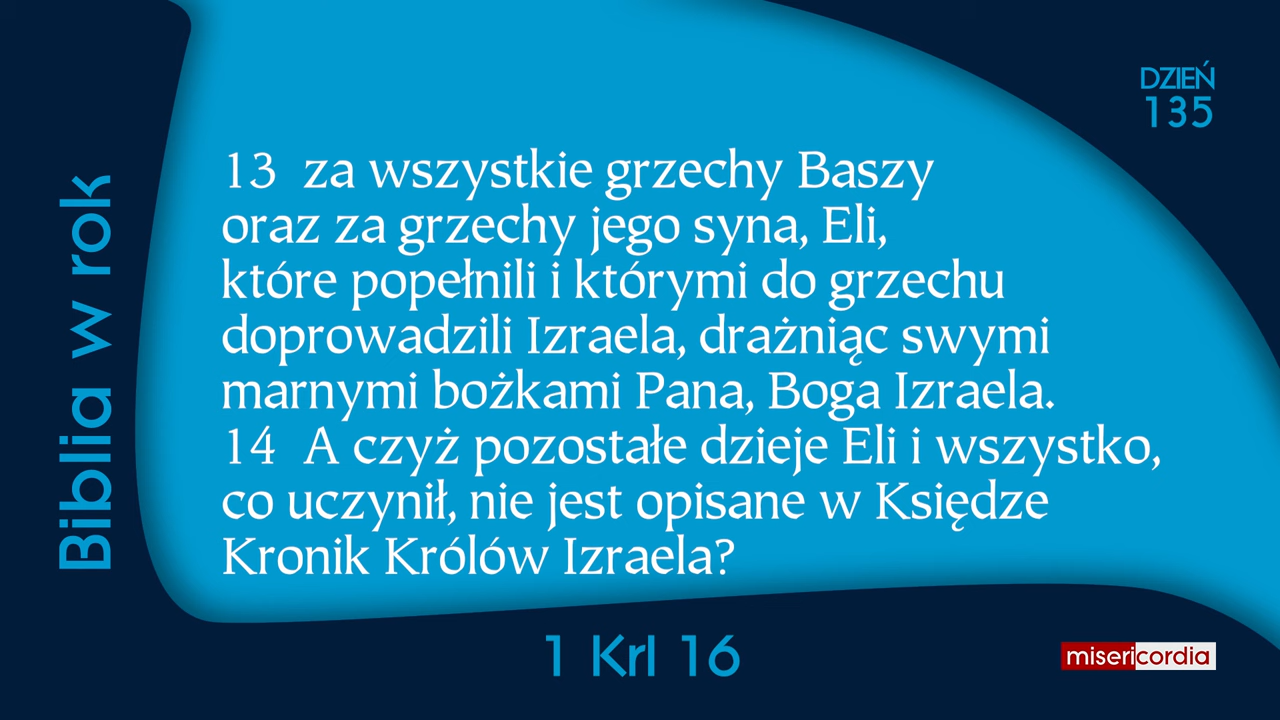 DZIEŃ
135
13 za wszystkie grzechy Baszy
oraz za grzechy jego syna, Eli,
które popełnili i którymi do grzechu
doprowadzili Izraela, drażniąc swymi
marnymi bożkami Pana, Boga Izraela.
14 A czyż pozostałe dzieje Eli i wszystko,
co uczynił, nie jest opisane w Księdze
Kronik Królów Izraela?
Biblia w rok
1 Krl 16
misericordia